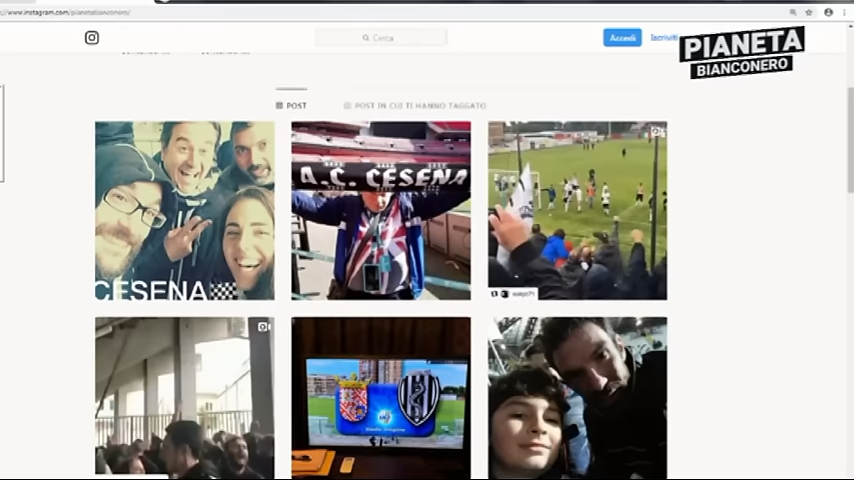 www.instagram.com/pianetabianconero/
Cerca
Accedi
Iscriviti
PIANETA
BIANCONERO
POST
POST IN CUI TI HANNO TAGGATO
CESENA
A.C. CESENA